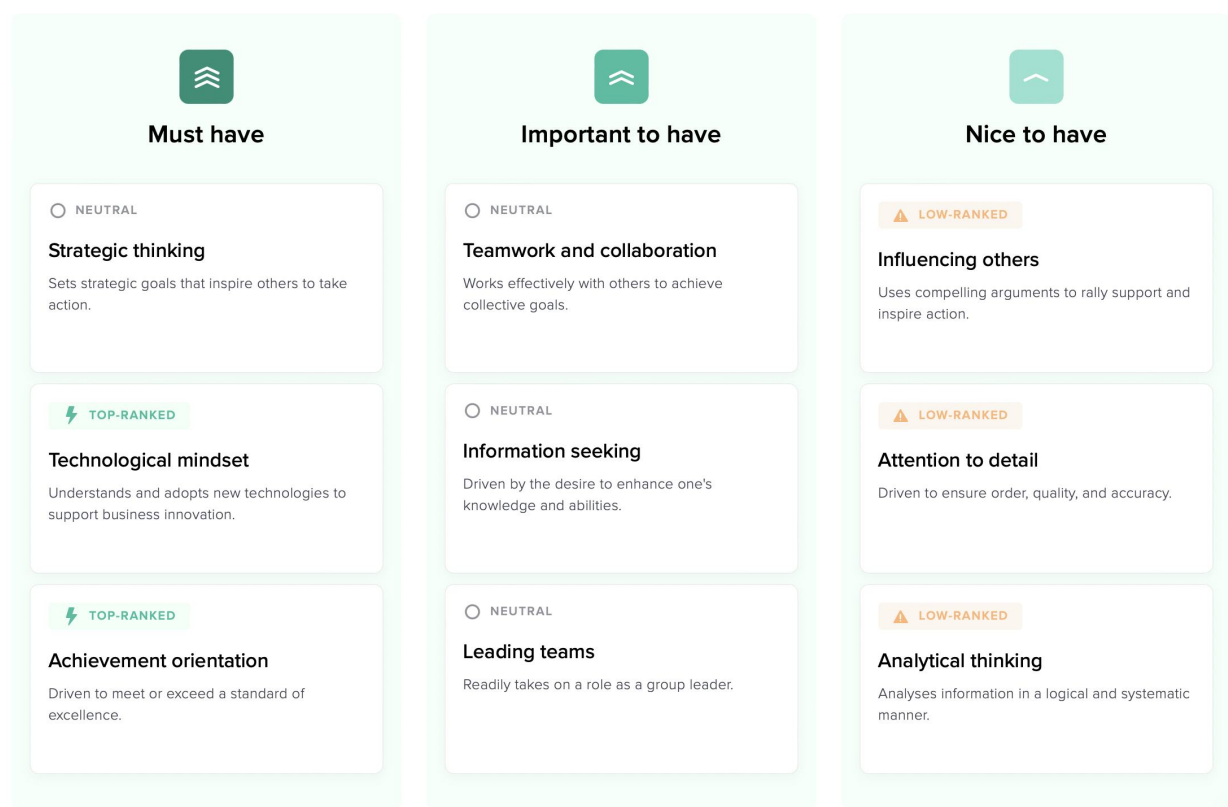 Must have
NEUTRAL
Strategic thinking
Sets strategic goals that inspire others to take
action.
TOP-RANKED
Technological mindset
Understands and adopts new technologies to
support business innovation.
TOP-RANKED
Achievement orientation
Driven to meet or exceed a standard of
excellence.
Important to have
NEUTRAL
Teamwork and collaboration
Works effectively with others to achieve
collective goals.
NEUTRAL
Information seeking
Driven by the desire to enhance one's
knowledge and abilities.
NEUTRAL
Leading teams
Readily takes on a role as a group leader.
Nice to have
LOW-RANKED
Influencing others
Uses compelling arguments to rally support and
inspire action.
LOW-RANKED
Attention to detail
Driven to ensure order, quality, and accuracy.
LOW-RANKED
Analytical thinking
Analyses information in a logical and systematic
manner.